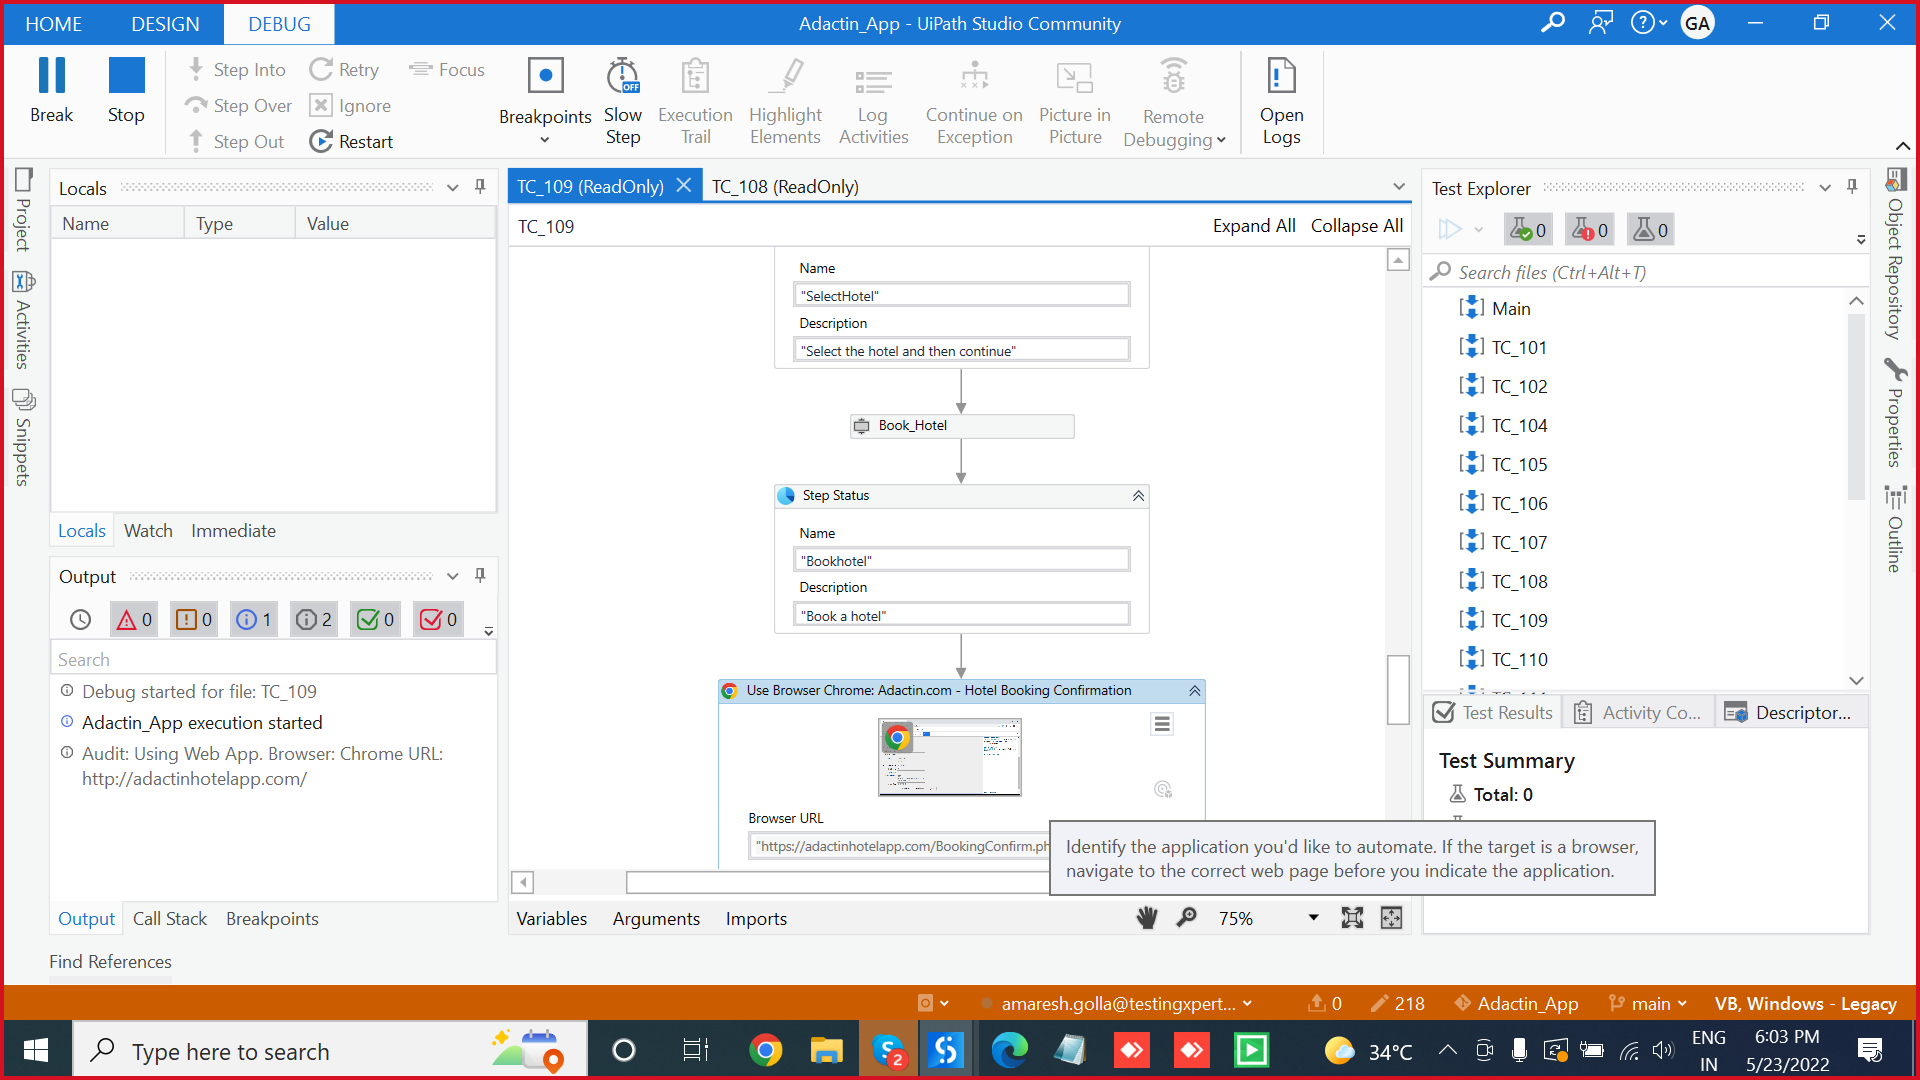 HOME DESIGN DEBUG
Adactin_App - UiPath Studio Community
GA
Break
Stop
Step Into
Step Over
Step Out
Retry
Ignore
Restart
Focus
Breakpoints
Slow
Step
Execution
Trail
Highlight
Elements
Log
Activities
Continue on
Exception
Picture in
Picture
Remote
Debugging
Open
Logs
Project
Activities
Snippets
Locals
Name Type Value
Locals Watch Immediate
Output
0 0 1 2 0 0
Search
Debug started for file: TC_109
Adactin_App execution started
Audit: Using Web App. Browser: Chrome URL:
http://adactinhotelapp.com/
Output Call Stack Breakpoints
Find References
TC_109 (ReadOnly) TC_108 (ReadOnly)
TC_109
Expand All Collapse All
Name
"SelectHotel"
Description
"Select the hotel and then continue"
Book_Hotel
Step Status
Name
"Bookhotel"
Description
"Book a hotel"
Use Browser Chrome: Adactin.com - Hotel Booking Confirmation
Browser URL
"https://adactinhotelapp.com/BookingConfirm.ph
Identify the application you'd like to automate. If the target is a browser,
navigate to the correct web page before you indicate the application.
Variables Arguments Imports
75%
Test Explorer
0 0 0
Search files (Ctrl+Alt+T)
Main
TC_101
TC_102
TC_104
TC_105
TC_106
TC_107
TC_108
TC_109
TC_110
Test Results Activity Co... Descriptor...
Test Summary
Total: 0
Object Repository
Properties
Outline
amaresh.golla@testingxpert...
0
218
Adactin_App
main
VB, Windows - Legacy
Type here to search
2
34°C
ENG
IN
6:03 PM
5/23/2022